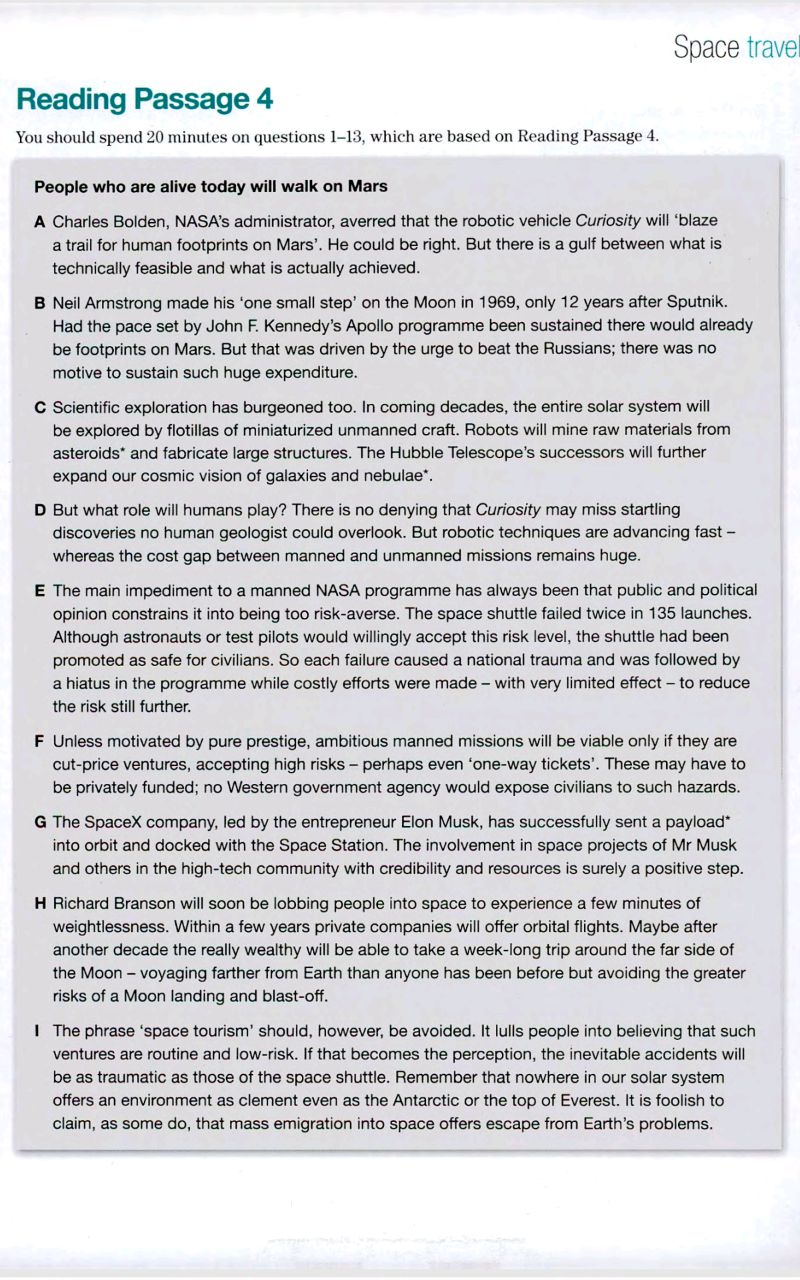 Space travel
Reading Passage 4
You should spend 20 minutes on questions 1–13, which are based on Reading Passage 4.
People who are alive today will walk on Mars
A Charles Bolden, NASA's administrator, averred that the robotic vehicle Curiosity will 'blaze
a trail for human footprints on Mars'. He could be right. But there is a gulf between what is
technically feasible and what is actually achieved.
B Neil Armstrong made his 'one small step' on the Moon in 1969, only 12 years after Sputnik.
Had the pace set by John F. Kennedy's Apollo programme been sustained there would already
be footprints on Mars. But that was driven by the urge to beat the Russians; there was no
motive to sustain such huge expenditure.
C Scientific exploration has burgeoned too. In coming decades, the entire solar system will
be explored by flotillas of miniaturized unmanned craft. Robots will mine raw materials from
asteroids* and fabricate large structures. The Hubble Telescope's successors will further
expand our cosmic vision of galaxies and nebulae*.
D But what role will humans play? There is no denying that Curiosity may miss startling
discoveries no human geologist could overlook. But robotic techniques are advancing fast –
whereas the cost gap between manned and unmanned missions remains huge.
E The main impediment to a manned NASA programme has always been that public and political
opinion constrains it into being too risk-averse. The space shuttle failed twice in 135 launches.
Although astronauts or test pilots would willingly accept this risk level, the shuttle had been
promoted as safe for civilians. So each failure caused a national trauma and was followed by
a hiatus in the programme while costly efforts were made – with very limited effect – to reduce
the risk still further.
F Unless motivated by pure prestige, ambitious manned missions will be viable only if they are
cut-price ventures, accepting high risks – perhaps even 'one-way tickets'. These may have to
be privately funded; no Western government agency would expose civilians to such hazards.
G The SpaceX company, led by the entrepreneur Elon Musk, has successfully sent a payload*
into orbit and docked with the Space Station. The involvement in space projects of Mr Musk
and others in the high-tech community with credibility and resources is surely a positive step.
H Richard Branson will soon be lobbing people into space to experience a few minutes of
weightlessness. Within a few years private companies will offer orbital flights. Maybe after
another decade the really wealthy will be able to take a week-long trip around the far side of
the Moon – voyaging farther from Earth than anyone has been before but avoiding the greater
risks of a Moon landing and blast-off.
I The phrase 'space tourism' should, however, be avoided. It lulls people into believing that such
ventures are routine and low-risk. If that becomes the perception, the inevitable accidents will
be as traumatic as those of the space shuttle. Remember that nowhere in our solar system
offers an environment as clement even as the Antarctic or the top of Everest. It is foolish to
claim, as some do, that mass emigration into space offers escape from Earth's problems.